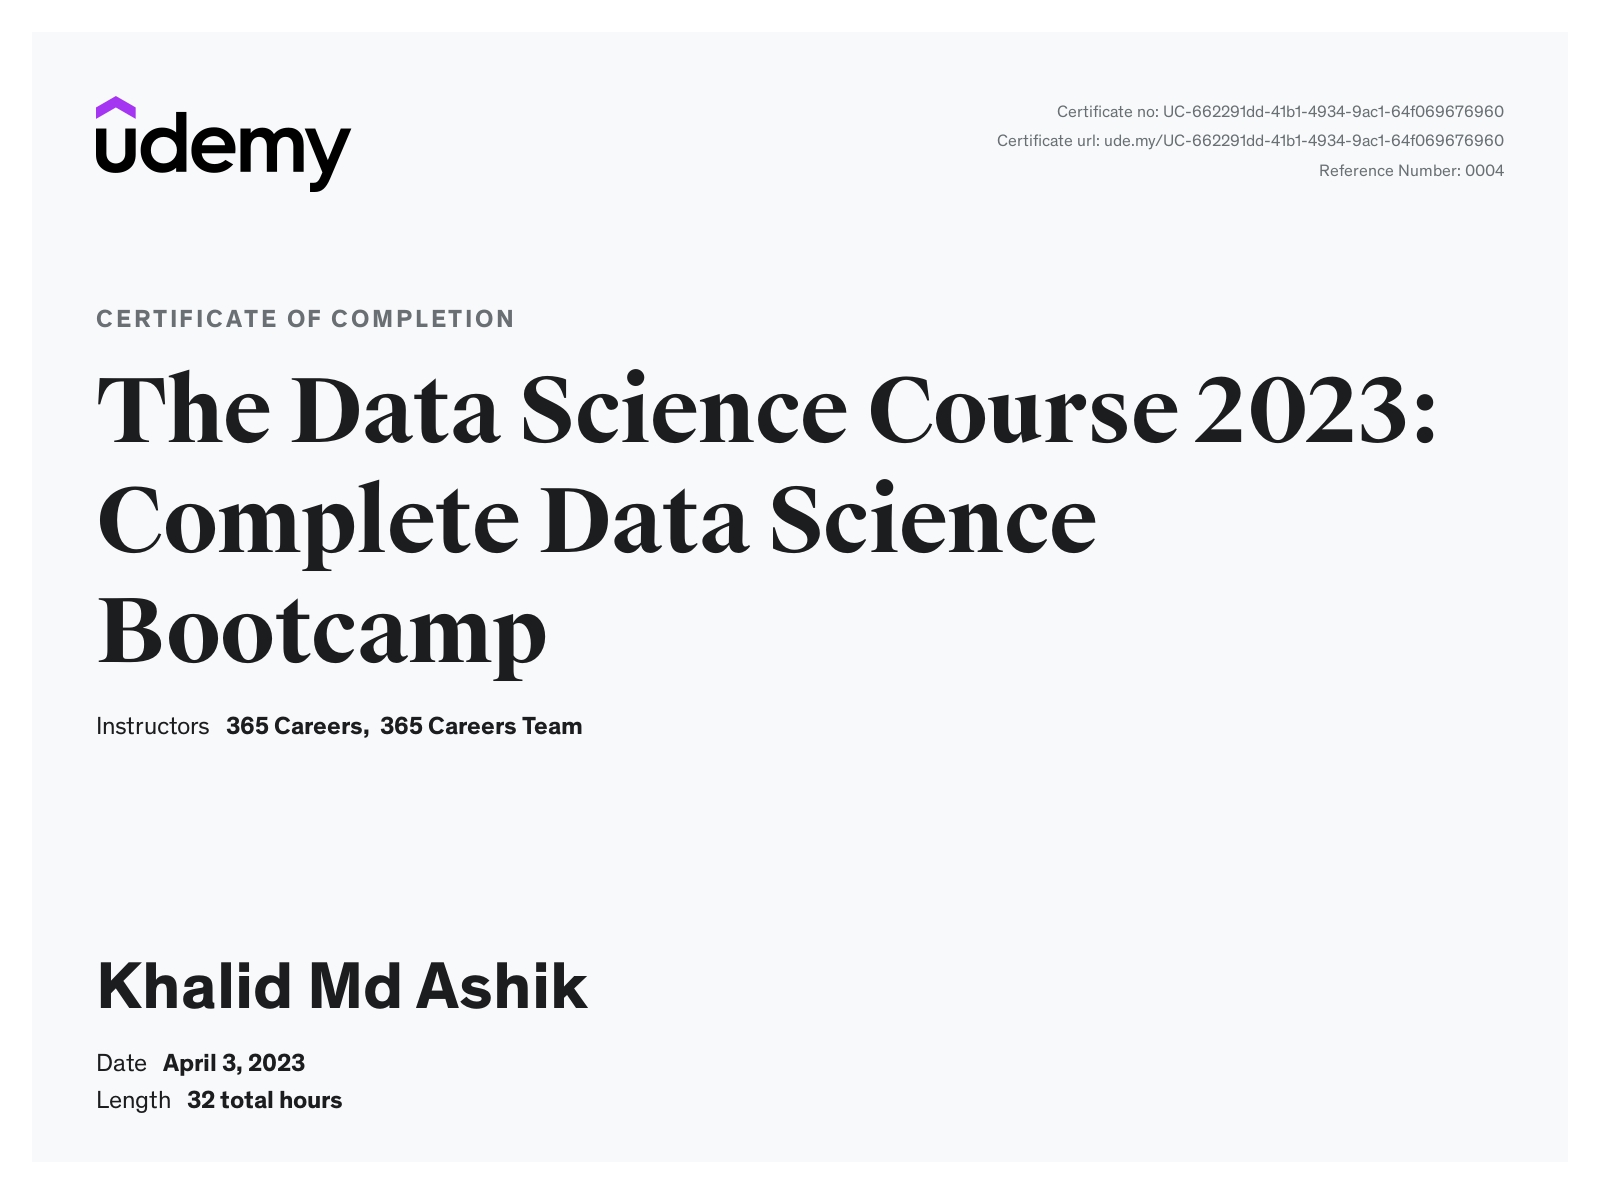 udemy
Certificate no: UC-662291dd-41b1-4934-9ac1-64f069676960
Certificate url: ude.my/UC-662291dd-41b1-4934-9ac1-64f069676960
Reference Number: 0004
CERTIFICATE OF COMPLETION
The Data Science Course 2023:
Complete Data Science
Bootcamp
Instructors 365 Careers, 365 Careers Team
Khalid Md Ashik
Date April 3, 2023
Length 32 total hours